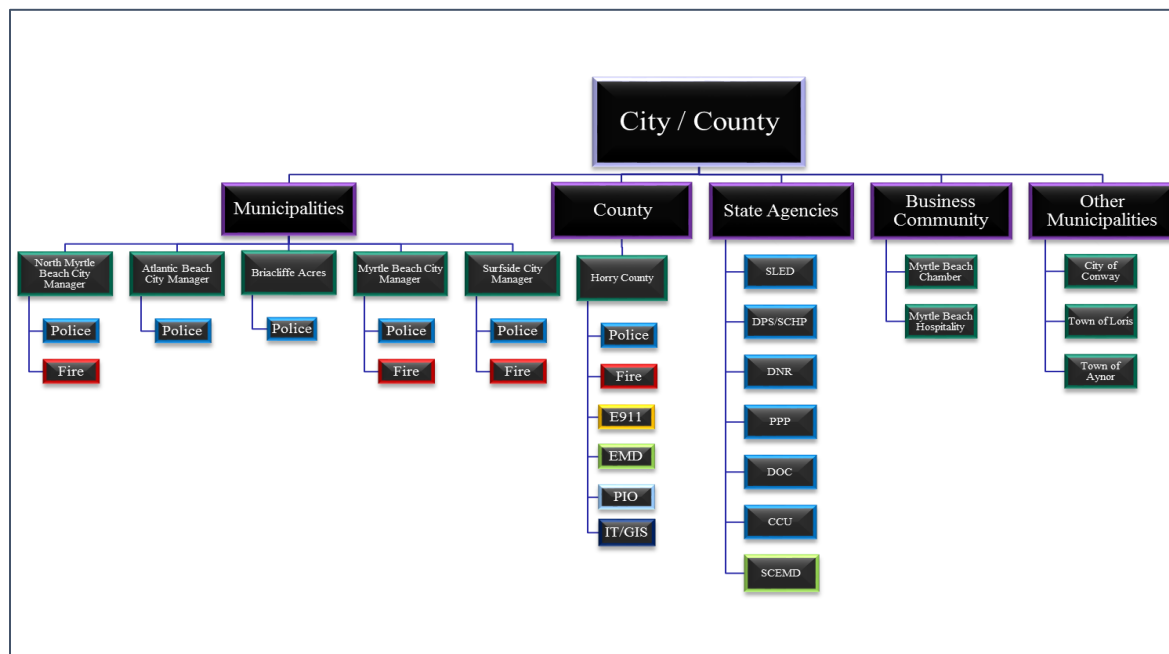 City / County
Municipalities
County
State Agencies
Business
Community
Other
Municipalities
North Myrtle
Beach City
Manager
Atlantic Beach
City Manager
Briacliffe Acres
Myrtle Beach City
Manager
Surfside City
Manager
Horry County
Police
Fire
Police
Police
Police
Fire
Police
Fire
Police
Fire
E911
EMD
PIO
IT/GIS
SLED
DPS/SCHP
DNR
PPP
DOC
CCU
SCEMD
Myrtle Beach
Chamber
Myrtle Beach
Hospitality
City of
Conway
Town of Loris
Town of
Aynor